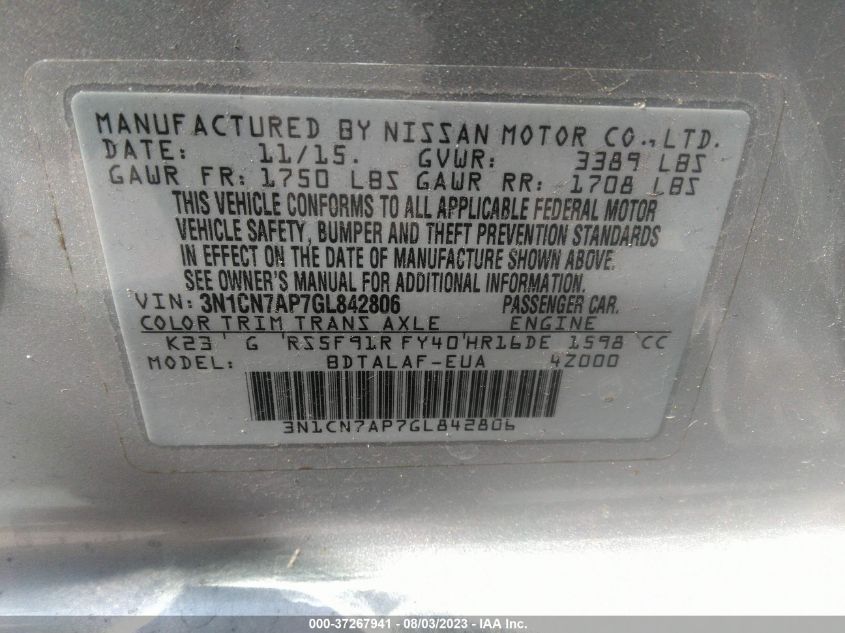 MANUFACTURED BY NISSAN MOTOR CO., LTD.
DATE: 11/15. GVWR: 3389 LBS
GAWR FR: 1750 LBS GAWR RR: 1708 LBS
THIS VEHICLE CONFORMS TO ALL APPLICABLE FEDERAL MOTOR
VEHICLE SAFETY, BUMPER AND THEFT PREVENTION STANDARDS
IN EFFECT ON THE DATE OF MANUFACTURE SHOWN ABOVE.
SEE OWNER'S MANUAL FOR ADDITIONAL INFORMATION.
VIN: 3N1CN7AP7GL842806 PASSENGER CAR.
COLOR TRIM TRANS AXLE ENGINE
K23 ' G 'RS5F91R FY40'HR16DE 1598 CC
MODEL: BDTALAF-EUA 4Z000
3N1CN7AP7GL842806
000-37267941 - 08/03/2023 - IAA Inc.